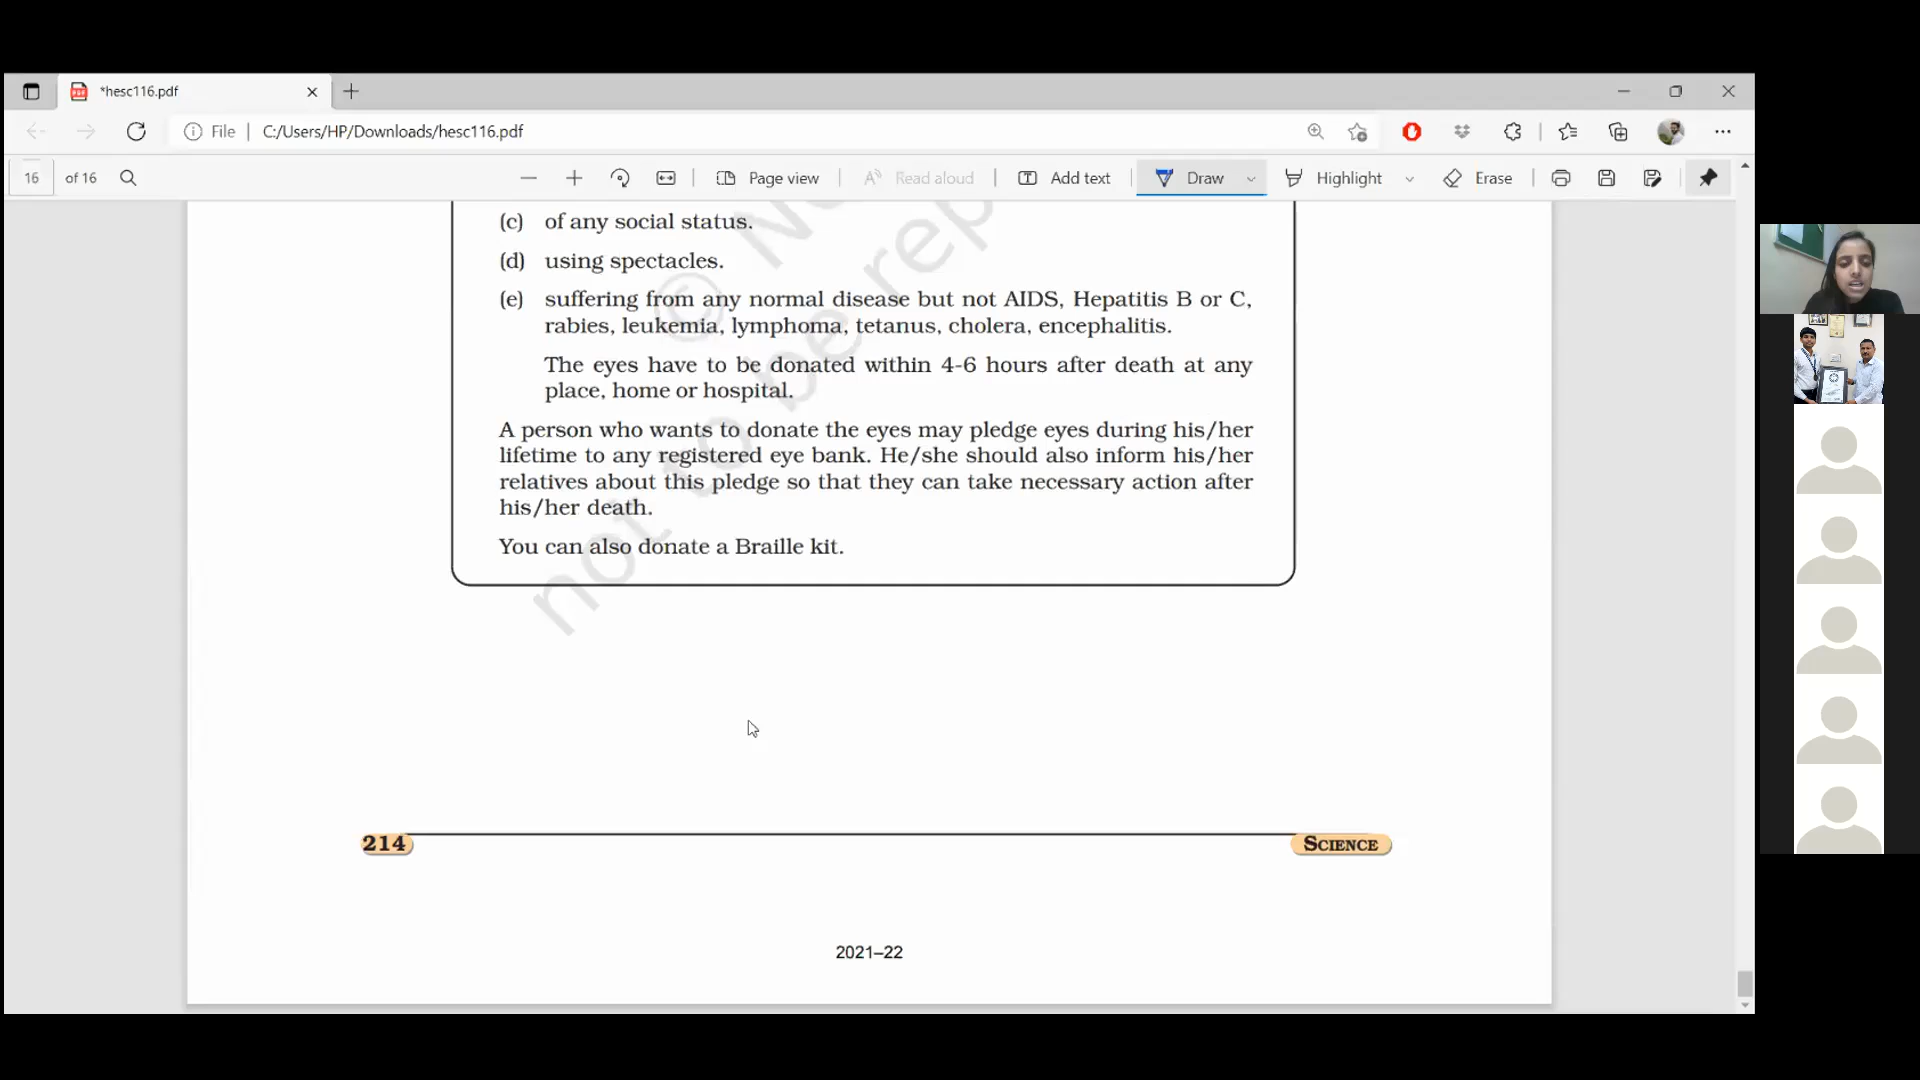 *hesc116.pdf
File
C:/Users/HP/Downloads/hesc116.pdf
16 of 16
Page view
Read aloud
Add text
Draw
Highlight
Erase
(c) of any social status.
(d) using spectacles.
(e) suffering from any normal disease but not AIDS, Hepatitis B or C,
rabies, leukemia, lymphoma, tetanus, cholera, encephalitis.
The eyes have to be donated within 4-6 hours after death at any
place, home or hospital.
A person who wants to donate the eyes may pledge eyes during his/her
lifetime to any registered eye bank. He/she should also inform his/her
relatives about this pledge so that they can take necessary action after
his/her death.
You can also donate a Braille kit.
not to be rep
© N
214
SCIENCE
2021–22